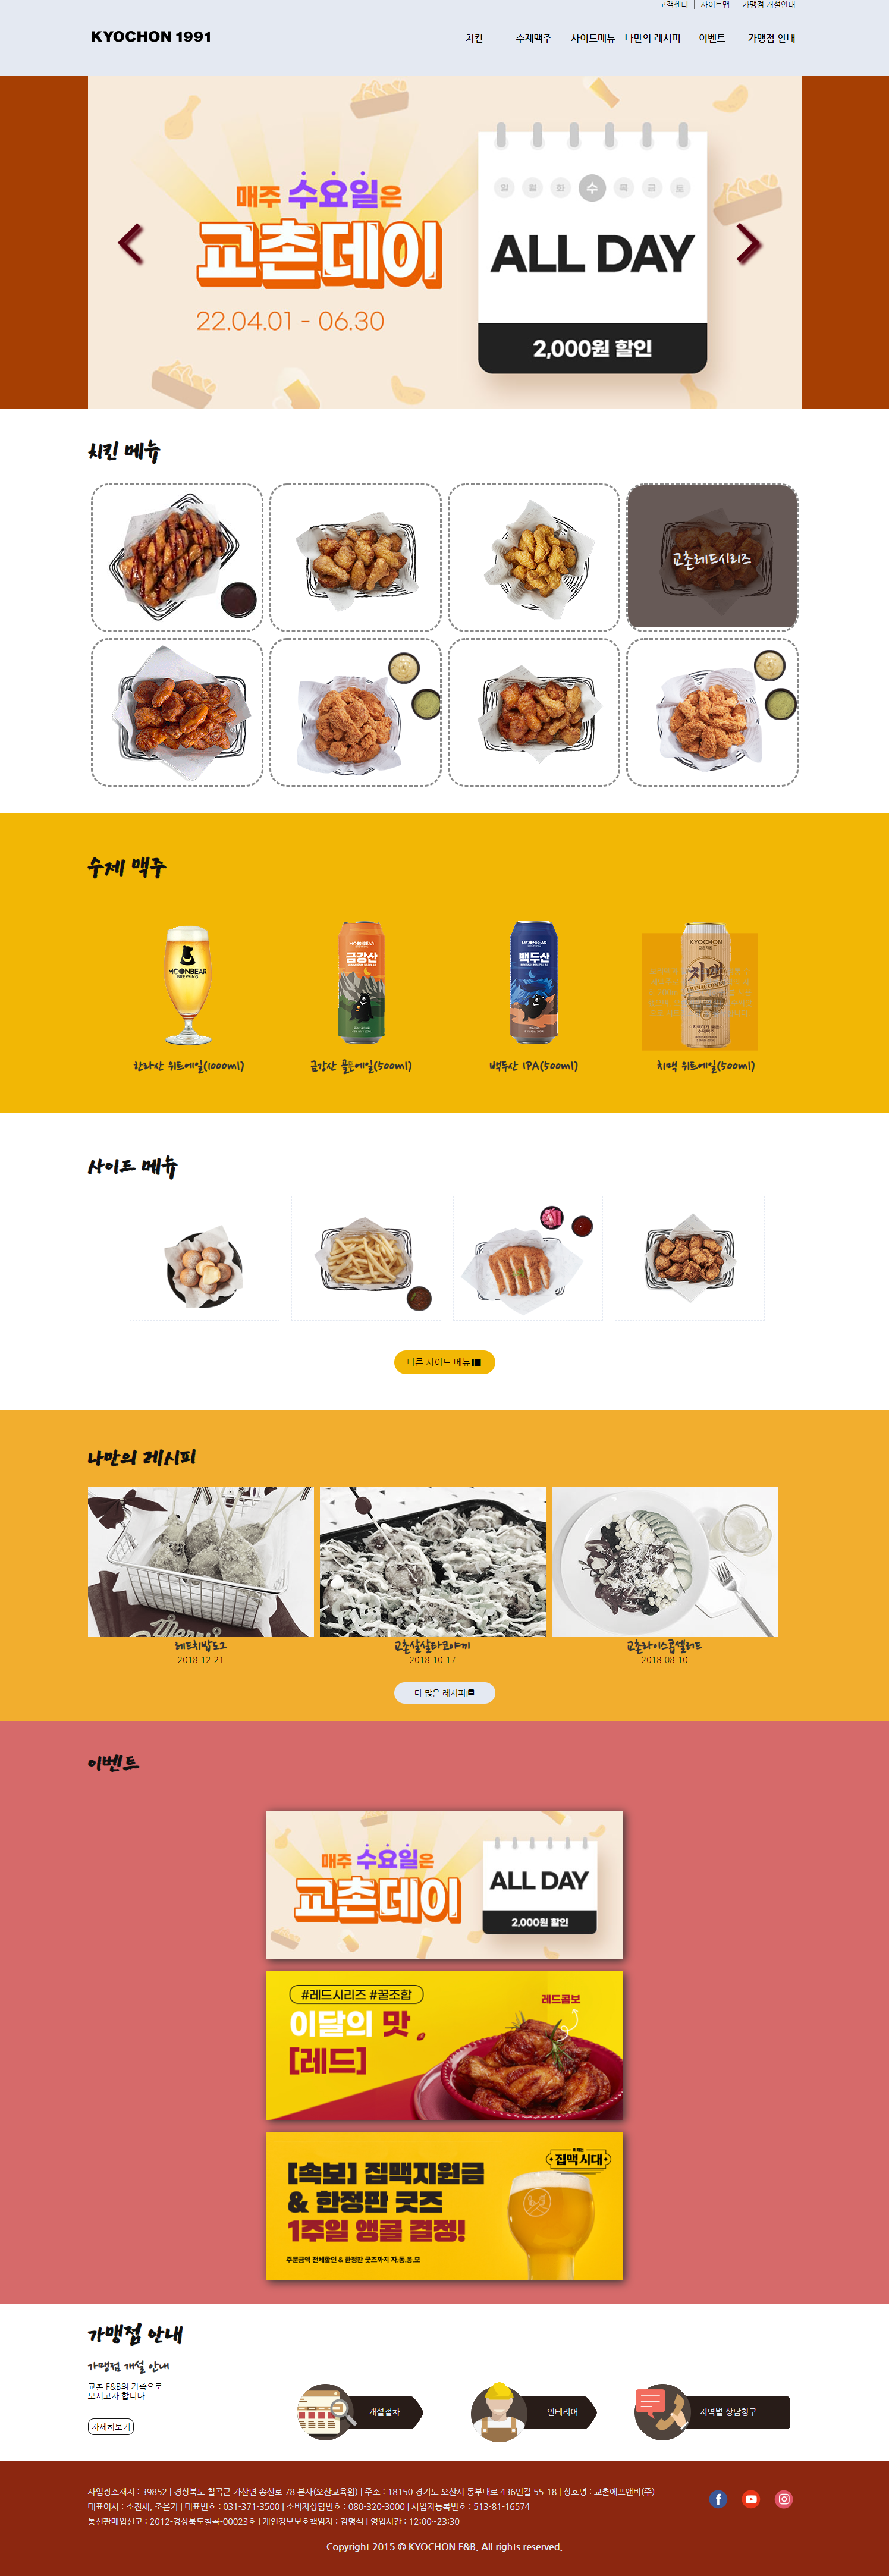 고객센터 | 사이트맵 | 가맹점 개설안내
KYOCHON 1991
치킨 수제맥주 사이드메뉴 나만의 레시피 이벤트 가맹점 안내
매주 수요일은
교촌데이
22.04.01 - 06.30
일 월 화 수 목 금 토
ALL DAY
2,000원 할인
치킨 메뉴
교촌레드시리즈
수제 맥주
MOONBEAR
BREWING
MOONBEAR
금강산
MOONBEAR
백두산
KYOCHON
치맥
한라산 위트에일(1000ml) 금강산 골든에일(500ml) 백두산 IPA(500ml) 치맥 위트에일(500ml)
사이드 메뉴
다른 사이드 메뉴
나만의 레시피
레드치밥도그 교촌살살타코야끼 교촌라이스콥샐러드
2018-12-21 2018-10-17 2018-08-10
더 많은 레시피
이벤트
매주 수요일은
교촌데이
ALL DAY
2,000원 할인
#레드시리즈 #꿀조합
이달의 맛
[레드]
레드콤보
집맥시대
[속보] 집맥지원금
& 한정판 굿즈
1주일 앵콜 결정!
주문금액 전체할인 & 한정판 굿즈까지 자.동.응.모
가맹점 안내
가맹점 개설 안내
교촌 F&B의 가족으로
모시고자 합니다.
자세히보기
개설절차
인테리어
지역별 상담창구
사업장소재지 : 39852 | 경상북도 칠곡군 가산면 송신로 78 본사(오산교육원) | 주소 : 18150 경기도 오산시 동부대로 436번길 55-18 | 상호명 : 교촌에프앤비(주)
대표이사 : 소진세, 조은기 | 대표번호 : 031-371-3500 | 소비자상담번호 : 080-320-3000 | 사업자등록번호 : 513-81-16574
통신판매업신고 : 2012-경상북도칠곡-00023호 | 개인정보보호책임자 : 김명식 | 영업시간 : 12:00~23:30
Copyright 2015 © KYOCHON F&B. All rights reserved.